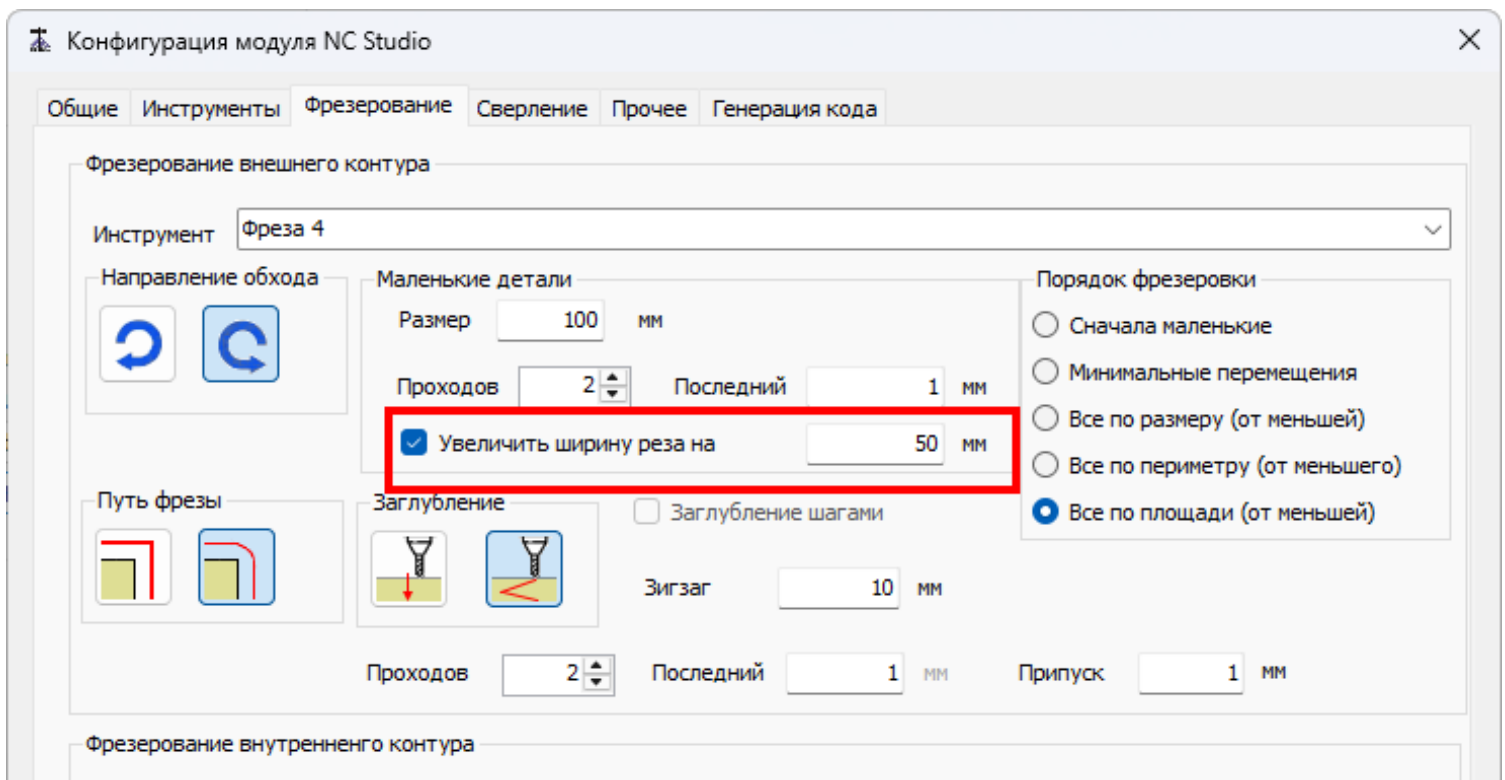 Конфигурация модуля NC Studio
Общие Инструменты Фрезерование Сверление Прочее Генерация кода
Фрезерование внешнего контура
Инструмент Фреза 4
Направление обхода Маленькие детали Порядок фрезеровки
Размер 100 мм Сначала маленькие
Проходов 2 Последний 1 мм Минимальные перемещения
Увеличить ширину реза на 50 мм Все по размеру (от меньшей)
Все по периметру (от меньшего)
Путь фрезы Заглубление Заглубление шагами Все по площади (от меньшей)
Зигзаг 10 мм
Проходов 2 Последний 1 мм Припуск 1 мм
Фрезерование внутренненго контура